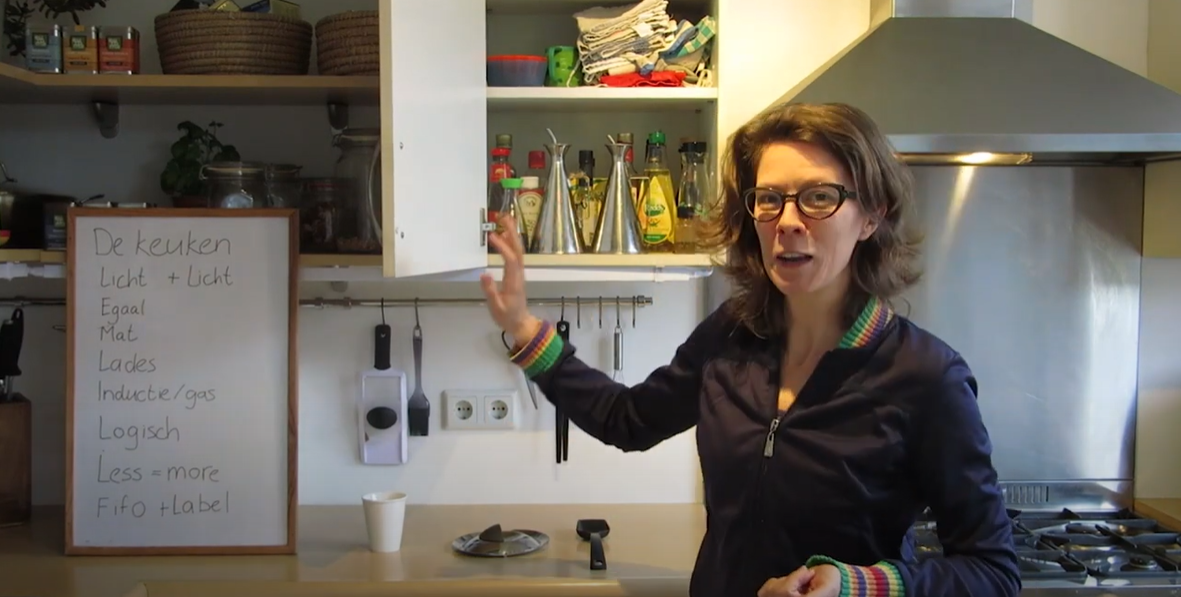 De keuken
Licht + Licht
Egaal
Mat
Lades
Inductie/gas
Logisch
Less = more
Fifo + Label